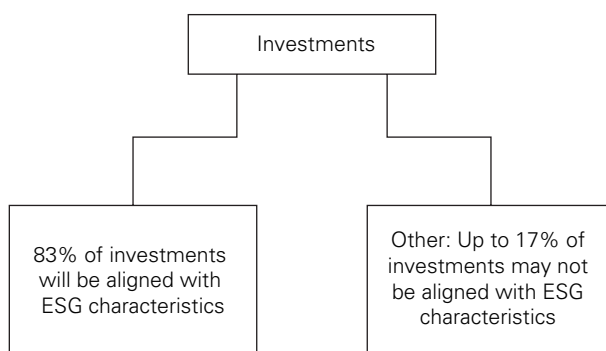 Investments
83% of investments
will be aligned with
ESG characteristics
Other: Up to 17% of
investments may not
be aligned with ESG
characteristics